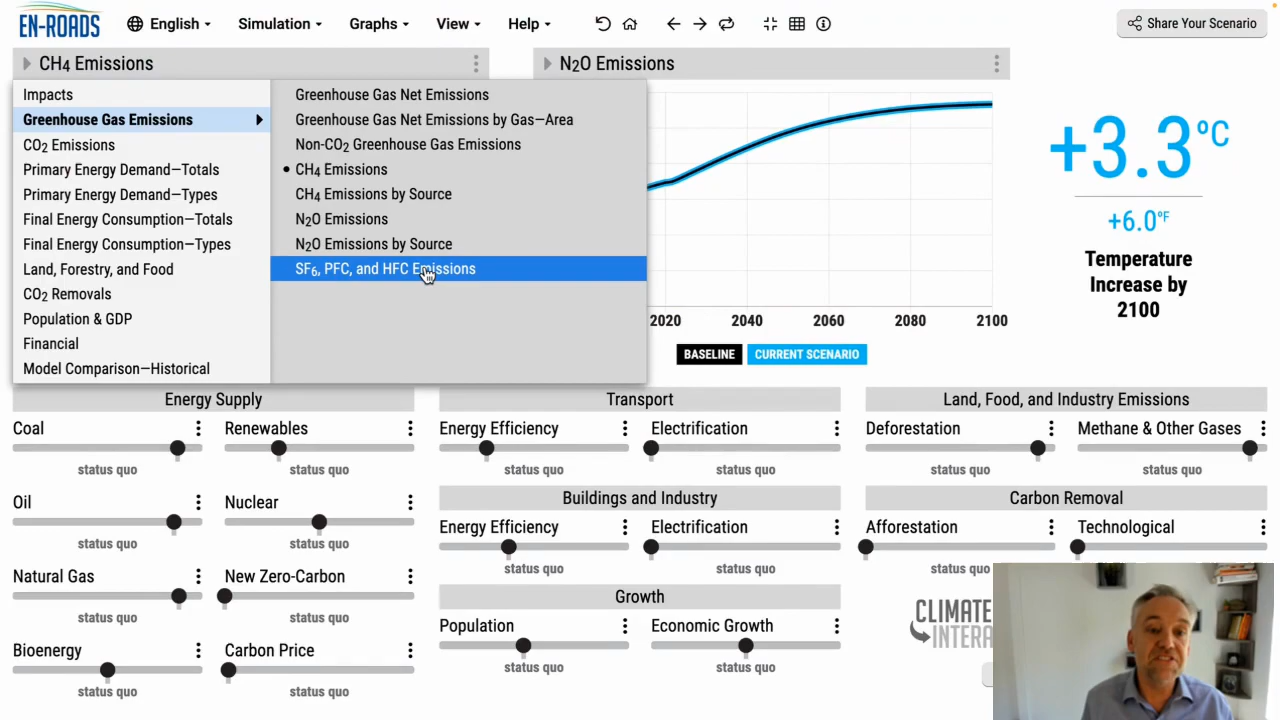 EN-ROADS
English
Simulation
Graphs
View
Help
Share Your Scenario
CH4 Emissions
N2O Emissions
Impacts
Greenhouse Gas Emissions
CO2 Emissions
Primary Energy Demand—Totals
Primary Energy Demand—Types
Final Energy Consumption—Totals
Final Energy Consumption—Types
Land, Forestry, and Food
CO2 Removals
Population & GDP
Financial
Model Comparison—Historical
Greenhouse Gas Net Emissions
Greenhouse Gas Net Emissions by Gas—Area
Non-CO2 Greenhouse Gas Emissions
CH4 Emissions
CH4 Emissions by Source
N2O Emissions
N2O Emissions by Source
SF6, PFC, and HFC Emissions
2020 2040 2060 2080 2100
BASELINE
CURRENT SCENARIO
+3.3°C
+6.0°F
Temperature
Increase by
2100
Energy Supply
Coal
status quo
Renewables
status quo
Oil
status quo
Nuclear
status quo
Natural Gas
status quo
New Zero-Carbon
status quo
Bioenergy
status quo
Carbon Price
status quo
Transport
Energy Efficiency
status quo
Electrification
status quo
Buildings and Industry
Energy Efficiency
status quo
Electrification
status quo
Growth
Population
status quo
Economic Growth
status quo
Land, Food, and Industry Emissions
Deforestation
status quo
Methane & Other Gases
status quo
Carbon Removal
Afforestation
status quo
Technological
CLIMATE
INTERA